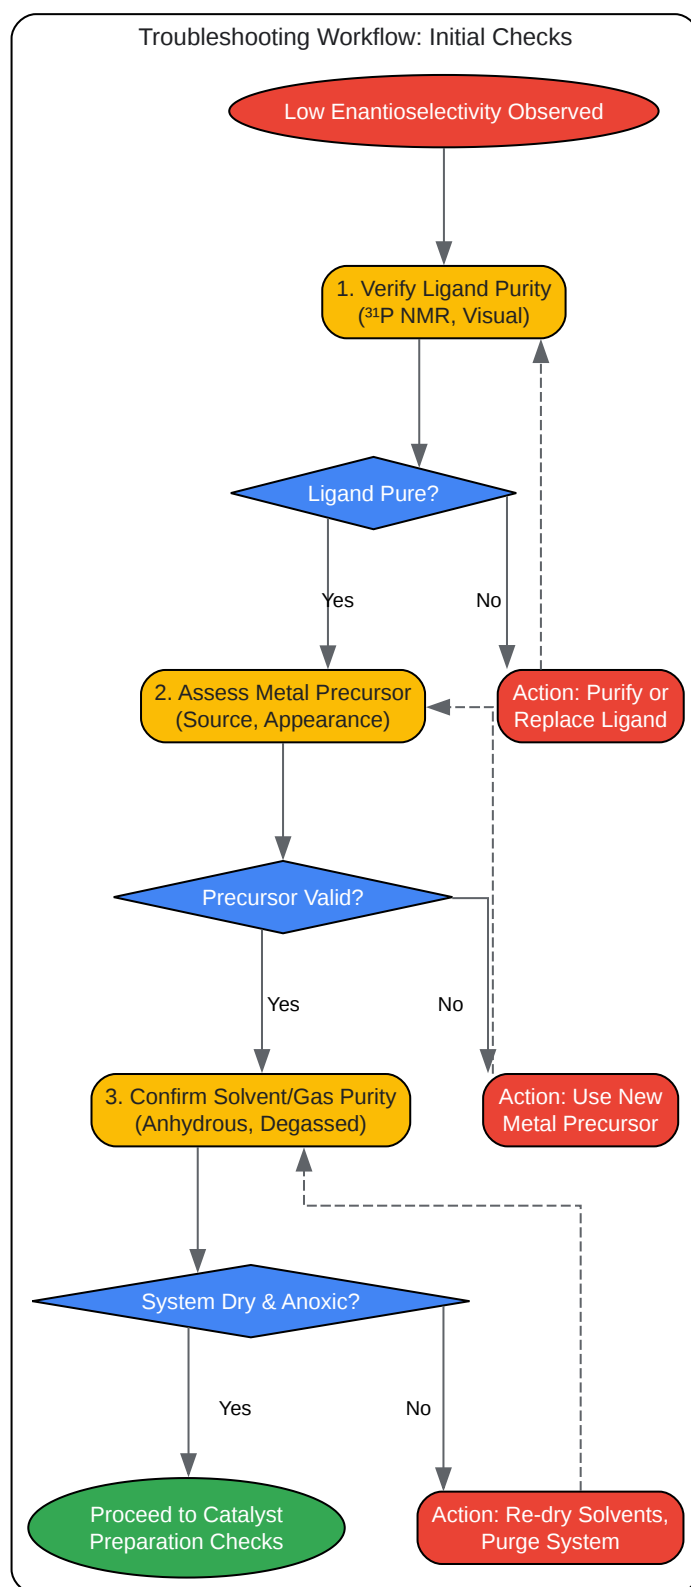 Troubleshooting Workflow: Initial Checks
Low Enantioselectivity Observed
1. Verify Ligand Purity
(³¹P NMR, Visual)
Ligand Pure?
Yes
No
2. Assess Metal Precursor
(Source, Appearance)
Action: Purify or
Replace Ligand
Precursor Valid?
Yes
No
3. Confirm Solvent/Gas Purity
(Anhydrous, Degassed)
Action: Use New
Metal Precursor
System Dry & Anoxic?
Yes
No
Proceed to Catalyst
Preparation Checks
Action: Re-dry Solvents,
Purge System